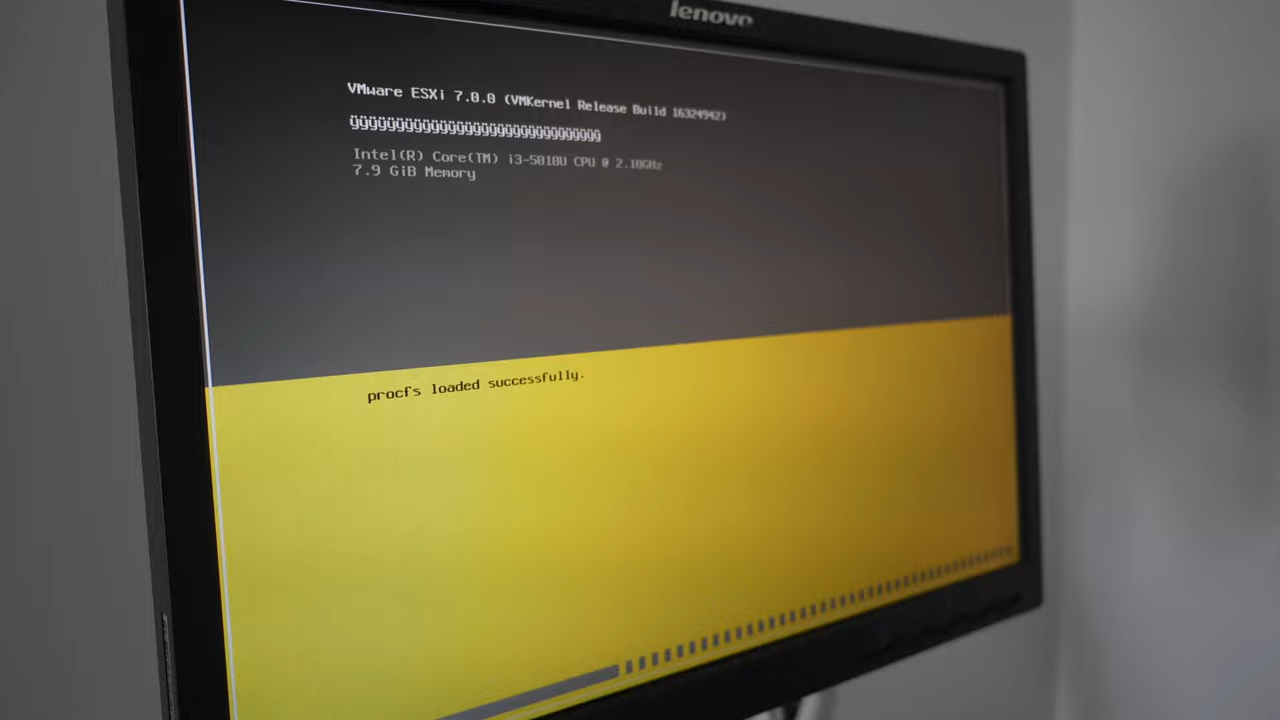 lenovo
VMware ESXi 7.0.0 (VMKernel Release Build 16324942)
ÿÿÿÿÿÿÿÿÿÿÿÿÿÿÿÿÿÿÿÿÿÿÿÿÿÿÿÿÿÿÿÿ
Intel(R) Core(TM) i3-5010U CPU @ 2.10GHz
7.9 GiB Memory
procfs loaded successfully.